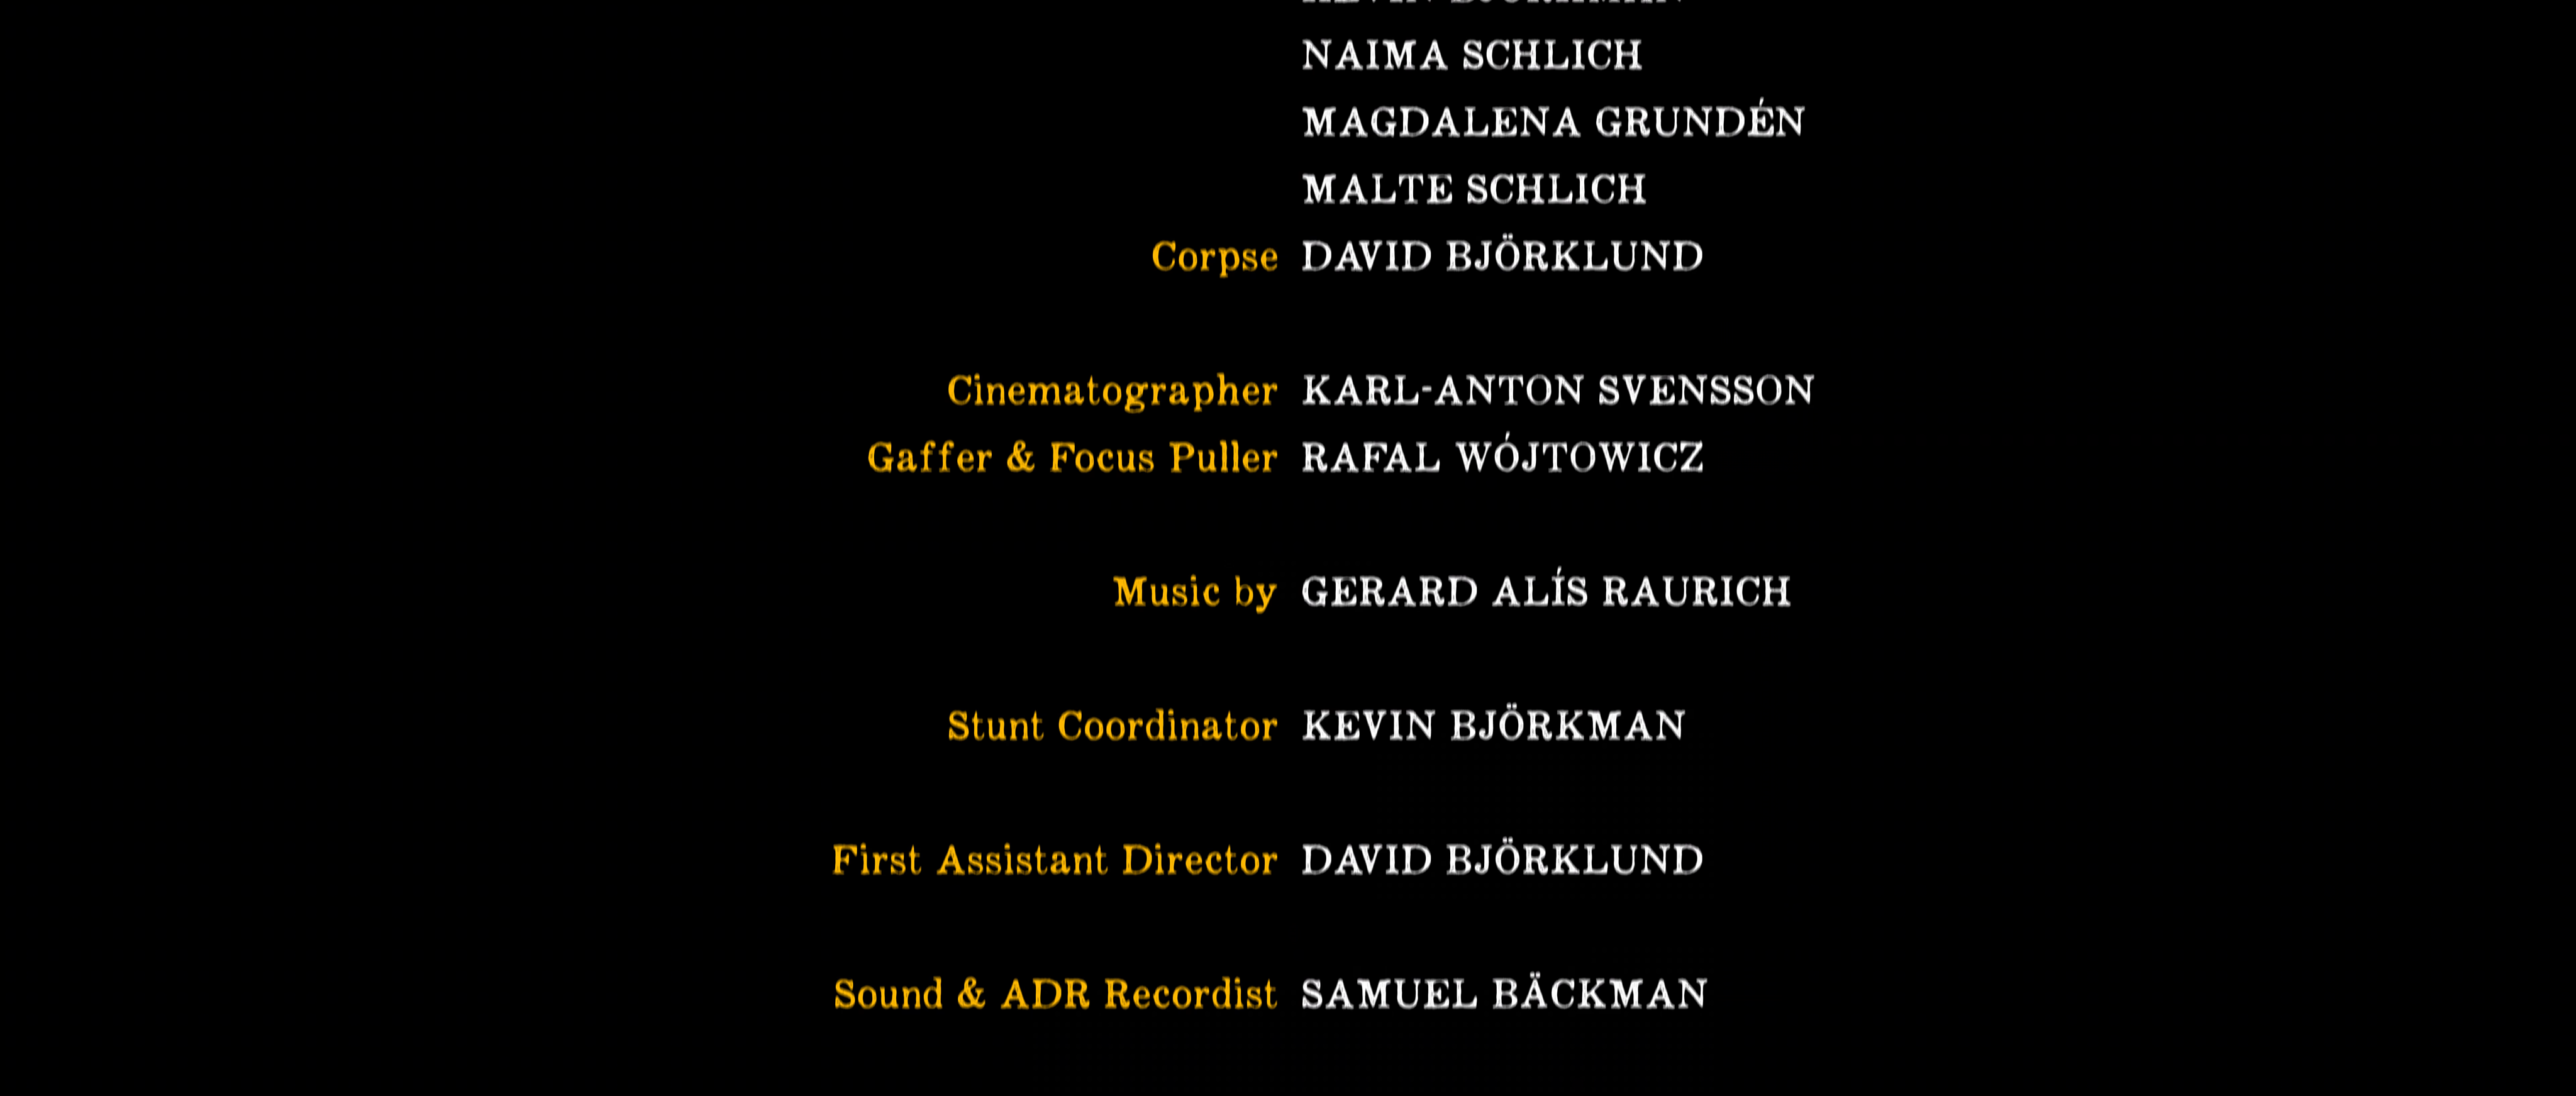 NAIMA SCHLICH
MAGDALENA GRUNDÉN
MALTE SCHLICH
Corpse DAVID BJÖRKLUND
Cinematographer KARL-ANTON SVENSSON
Gaffer & Focus Puller RAFAL WÓJTOWICZ
Music by GERARD ALÍS RAURICH
Stunt Coordinator KEVIN BJÖRKMAN
First Assistant Director DAVID BJÖRKLUND
Sound & ADR Recordist SAMUEL BÄCKMAN